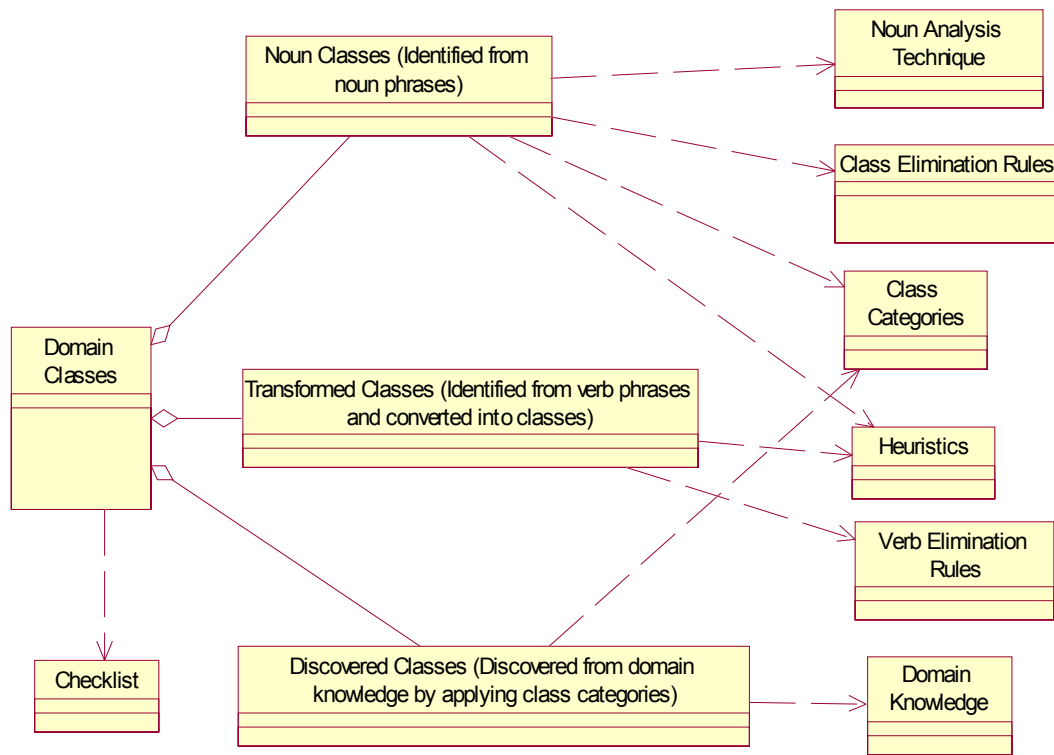 Noun Classes (Identified from
noun phrases)
Noun Analysis
Technique
Class Elimination Rules
Class
Categories
Domain
Classes
Transformed Classes (Identified from verb phrases
and converted into classes)
Heuristics
Verb Elimination
Rules
Checklist
Discovered Classes (Discovered from domain
knowledge by applying class categories)
Domain
Knowledge